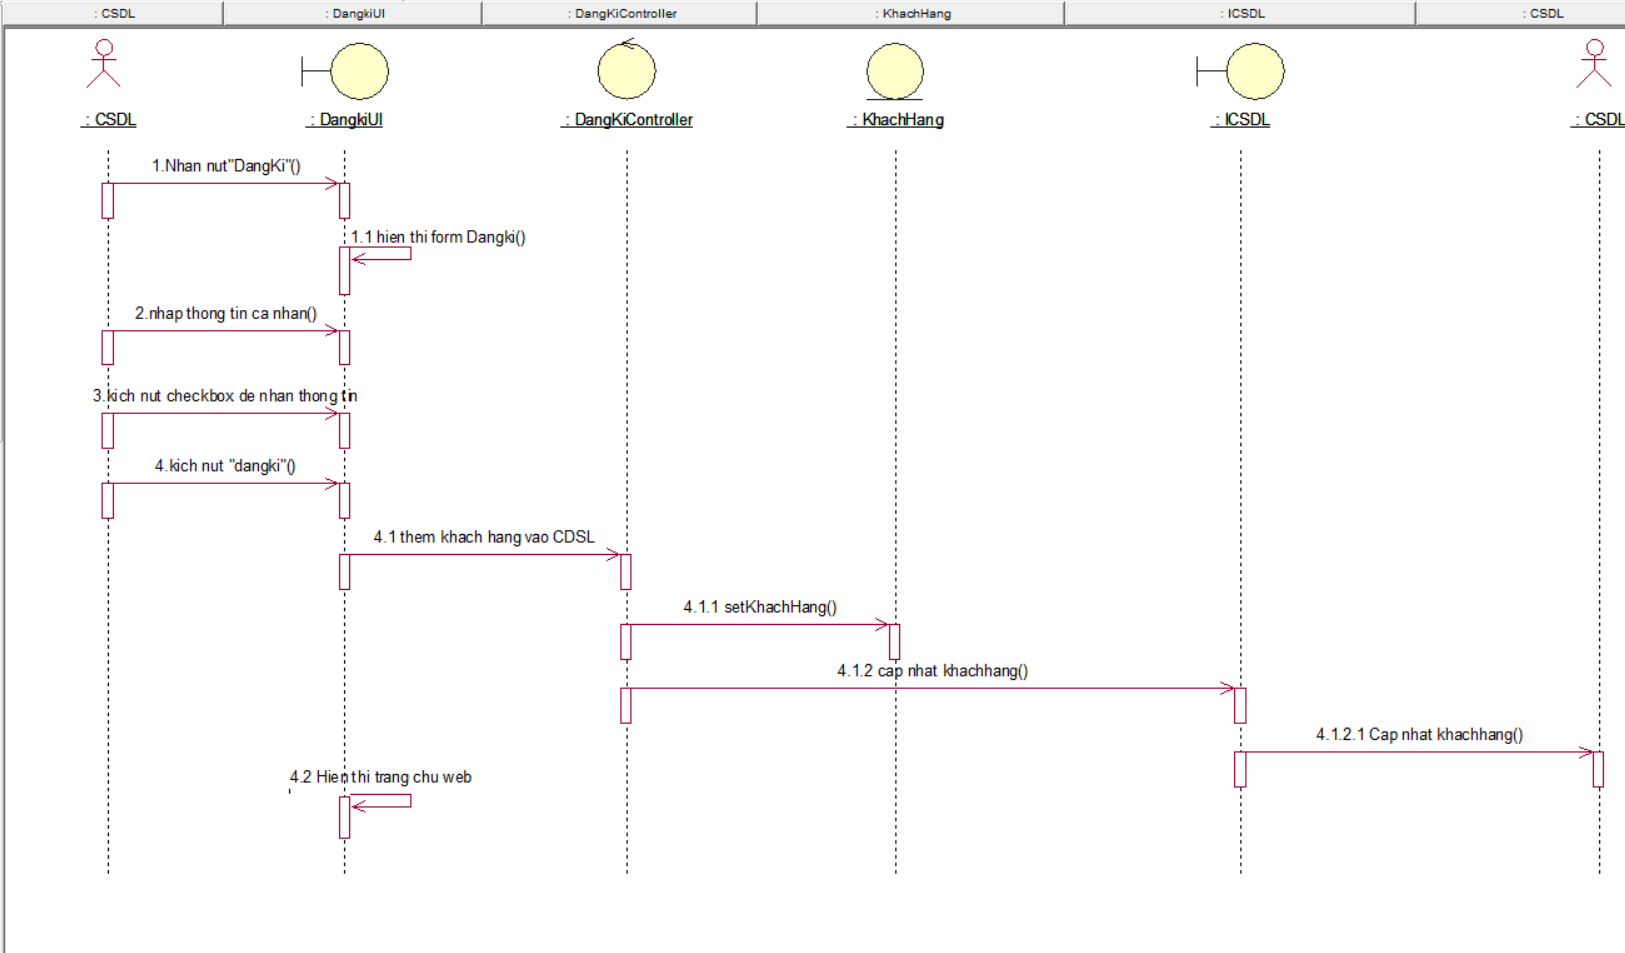 : CSDL
: DangkiUI
: DangKiController
: KhachHang
: ICSDL
: CSDL
: CSDL
: DangkiUI
: DangKiController
: KhachHang
: ICSDL
: CSDL
1.Nhan nut"DangKi"()
1.1 hien thi form Dangki()
2.nhap thong tin ca nhan()
3.kich nut checkbox de nhan thong tin
4.kich nut "dangki"()
4.1 them khach hang vao CDSL
4.1.1 setKhachHang()
4.1.2 cap nhat khachhang()
4.1.2.1 Cap nhat khachhang()
4.2 Hien thi trang chu web